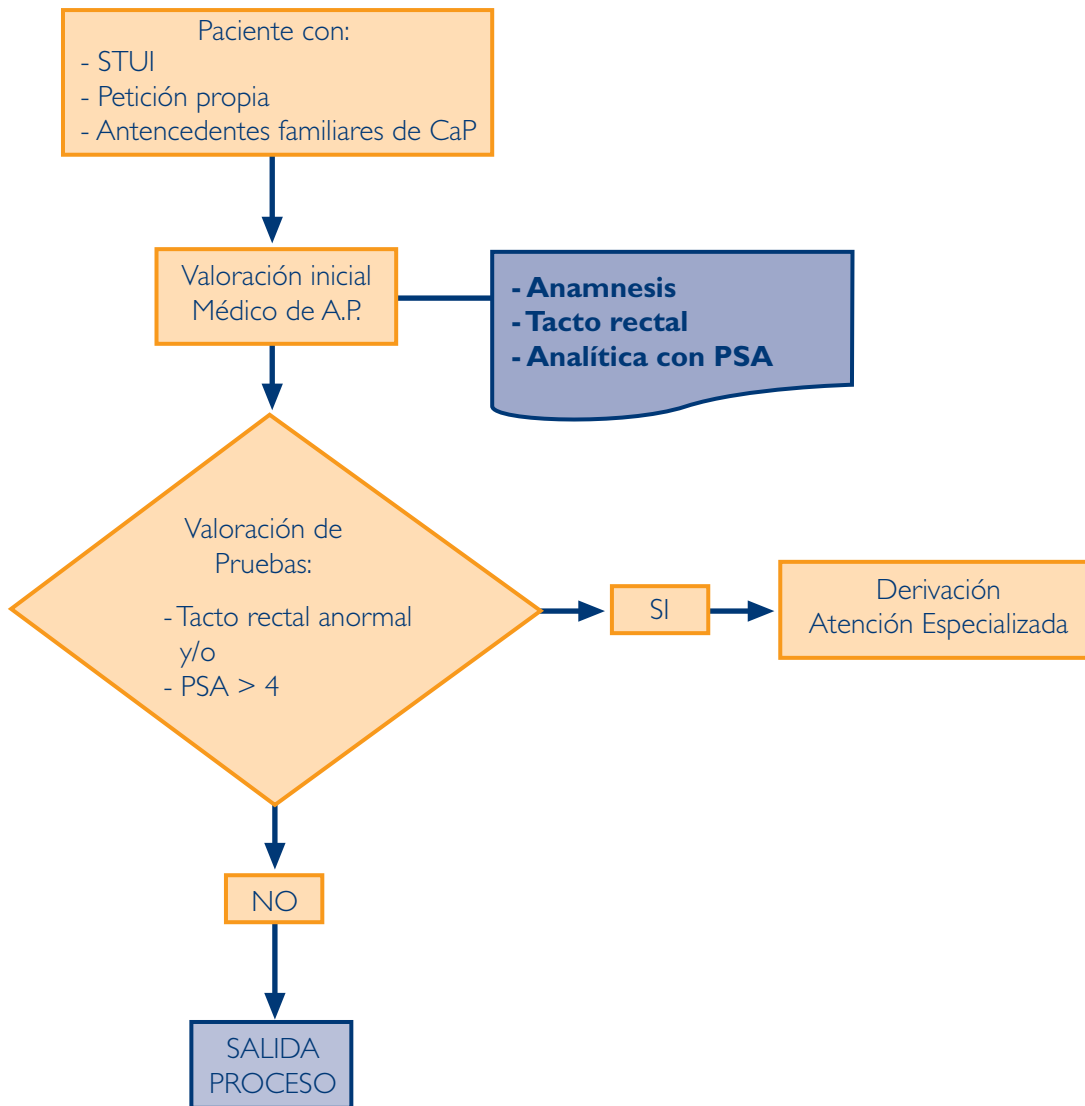 Paciente con:
- STUI
- Petición propia
- Antencedentes familiares de CaP
Valoración inicial
Médico de A.P.
- Anamnesis
- Tacto rectal
- Analítica con PSA
Valoración de
Pruebas:
- Tacto rectal anormal
y/o
- PSA > 4
SI
Derivación
Atención Especializada
NO
SALIDA
PROCESO